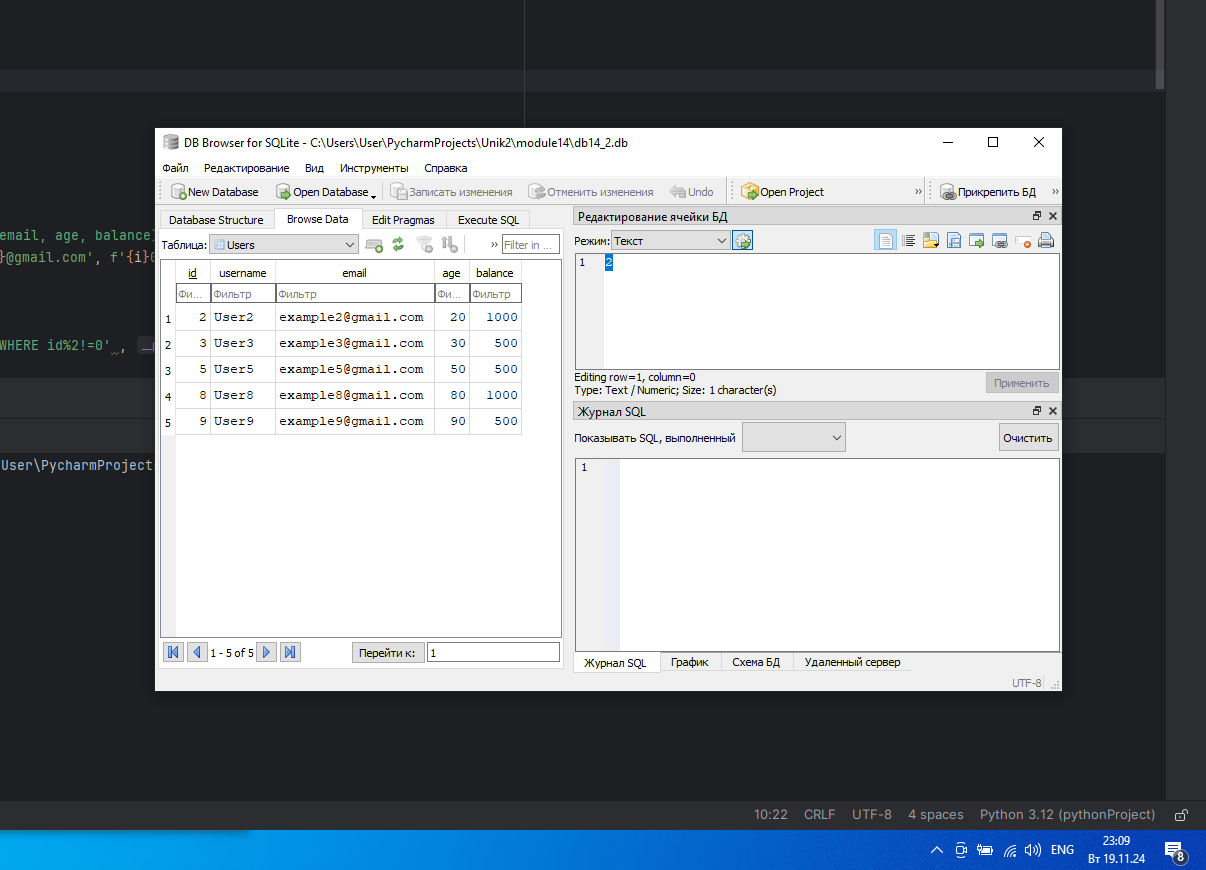 DB Browser for SQLite - C:\Users\User\PycharmProjects\Unik2\module14\db14_2.db
Файл Редактирование Вид Инструменты Справка
New Database Open Database Записать изменения Отменить изменения Undo » Open Project » Прикрепить БД »
Database Structure Browse Data Edit Pragmas Execute SQL
Таблица: Users » Filter in ...
id username email age balance
Фи... Фильтр Фильтр Фи... Фильтр
1 2 User2 example2@gmail.com 20 1000
2 3 User3 example3@gmail.com 30 500
3 5 User5 example5@gmail.com 50 500
4 8 User8 example8@gmail.com 80 1000
5 9 User9 example9@gmail.com 90 500
1 - 5 of 5 Перейти к: 1
Редактирование ячейки БД
Режим: Текст
1 2
Editing row=1, column=0
Type: Text / Numeric; Size: 1 character(s)
Применить
Журнал SQL
Показывать SQL, выполненный Очистить
1
Журнал SQL График Схема БД Удаленный сервер
UTF-8
email, age, balance)
}@gmail.com', f'{i}0
WHERE id%2!=0' ,
User\PycharmProject
10:22 CRLF UTF-8 4 spaces Python 3.12 (pythonProject)
ENG
23:09
Вт 19.11.24
8